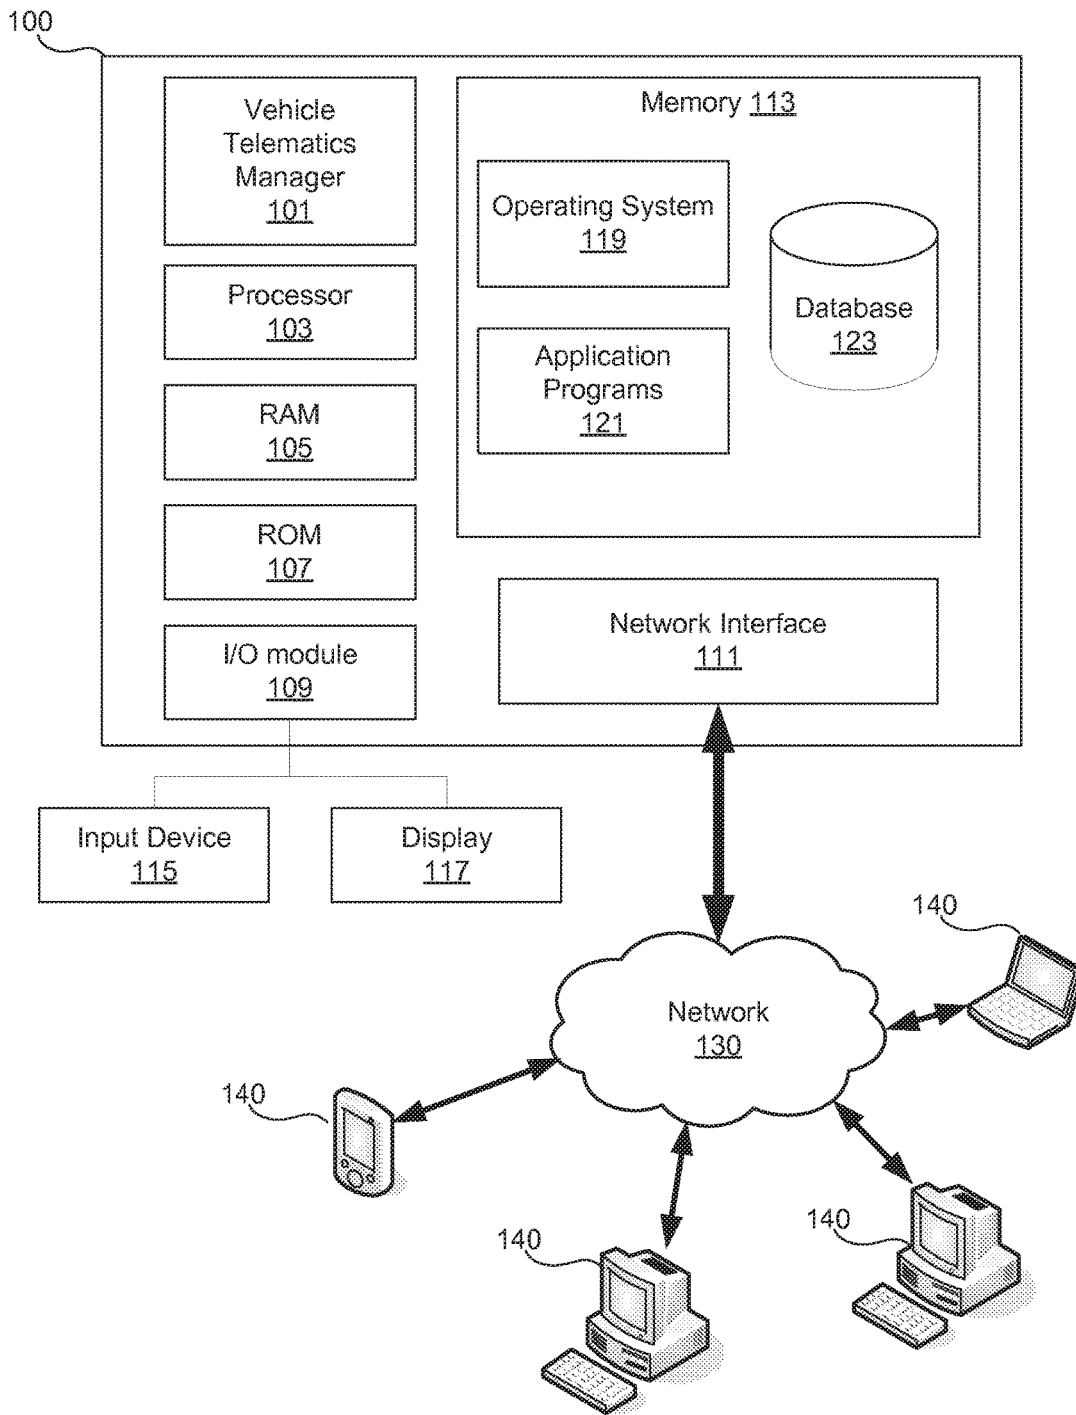 100
Vehicle
Telematics
Manager
101
Processor
103
RAM
105
ROM
107
I/O module
109
Memory 113
Operating System
119
Application
Programs
121
Database
123
Network Interface
111
Input Device
115
Display
117
Network
130
140
140
140
140